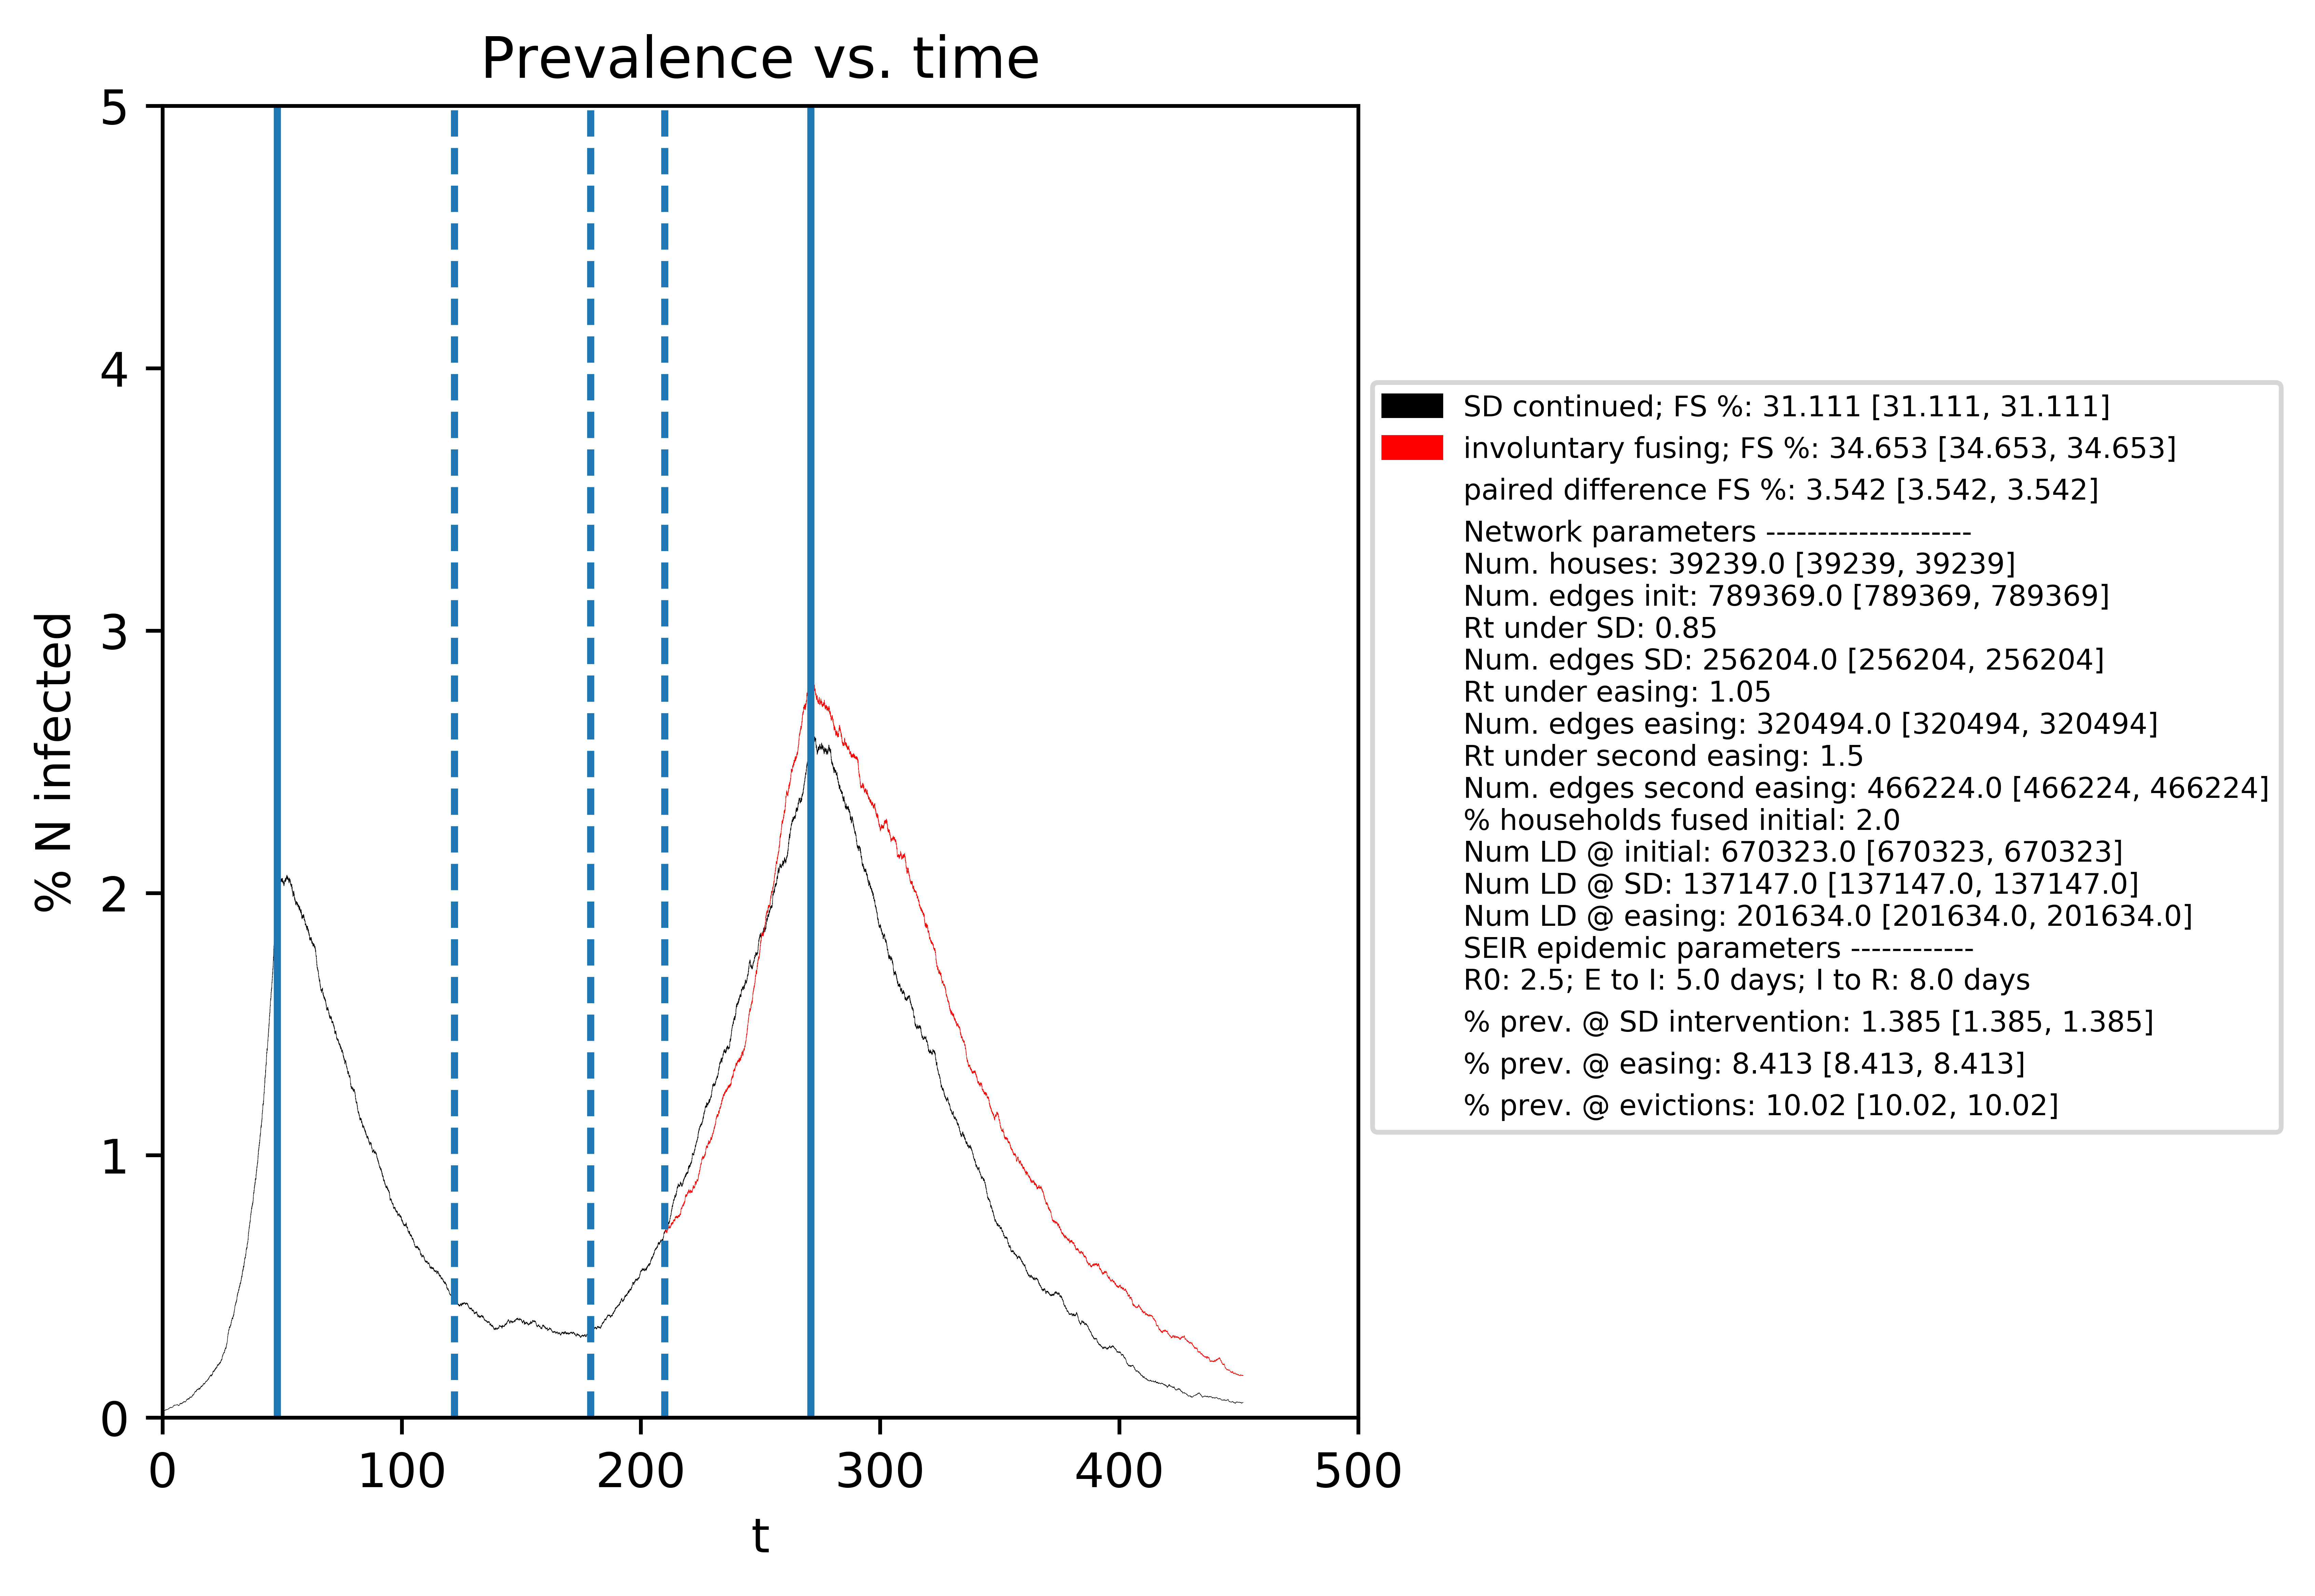 Prevalence vs. time
5
4
3
2
1
0
% N infected
0 100 200 300 400 500
t
SD continued; FS %: 31.111 [31.111, 31.111]
involuntary fusing; FS %: 34.653 [34.653, 34.653]
paired difference FS %: 3.542 [3.542, 3.542]
Network parameters --------------------
Num. houses: 39239.0 [39239, 39239]
Num. edges init: 789369.0 [789369, 789369]
Rt under SD: 0.85
Num. edges SD: 256204.0 [256204, 256204]
Rt under easing: 1.05
Num. edges easing: 320494.0 [320494, 320494]
Rt under second easing: 1.5
Num. edges second easing: 466224.0 [466224, 466224]
% households fused initial: 2.0
Num LD @ initial: 670323.0 [670323, 670323]
Num LD @ SD: 137147.0 [137147.0, 137147.0]
Num LD @ easing: 201634.0 [201634.0, 201634.0]
SEIR epidemic parameters ------------
R0: 2.5; E to I: 5.0 days; I to R: 8.0 days
% prev. @ SD intervention: 1.385 [1.385, 1.385]
% prev. @ easing: 8.413 [8.413, 8.413]
% prev. @ evictions: 10.02 [10.02, 10.02]